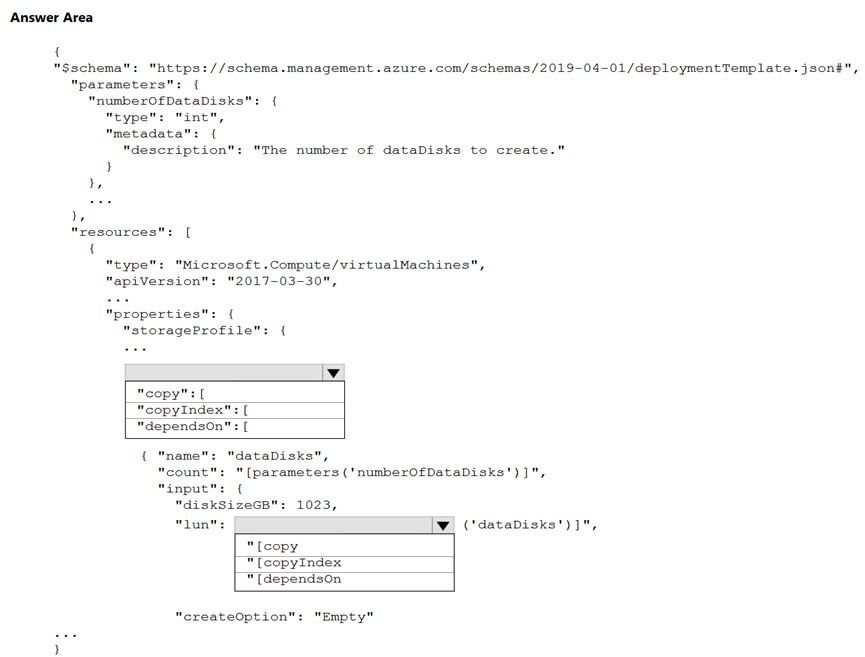 Answer Area
{
"$schema": "https://schema.management.azure.com/schemas/2019-04-01/deploymentTemplate.json#",
"parameters": {
"numberOfDataDisks": {
"type": "int",
"metadata": {
"description": "The number of dataDisks to create."
}
},
...
},
"resources": [
{
"type": "Microsoft.Compute/virtualMachines",
"apiVersion": "2017-03-30",
...
"properties": {
"storageProfile": {
...
"copy":[
"copyIndex":[
"dependsOn":[
{ "name": "dataDisks",
"count": "[parameters('numberOfDataDisks')]",
"input": {
"diskSizeGB": 1023,
"lun": ('dataDisks')]",
"[copy
"[copyIndex
"[dependsOn
"createOption": "Empty"
...
}